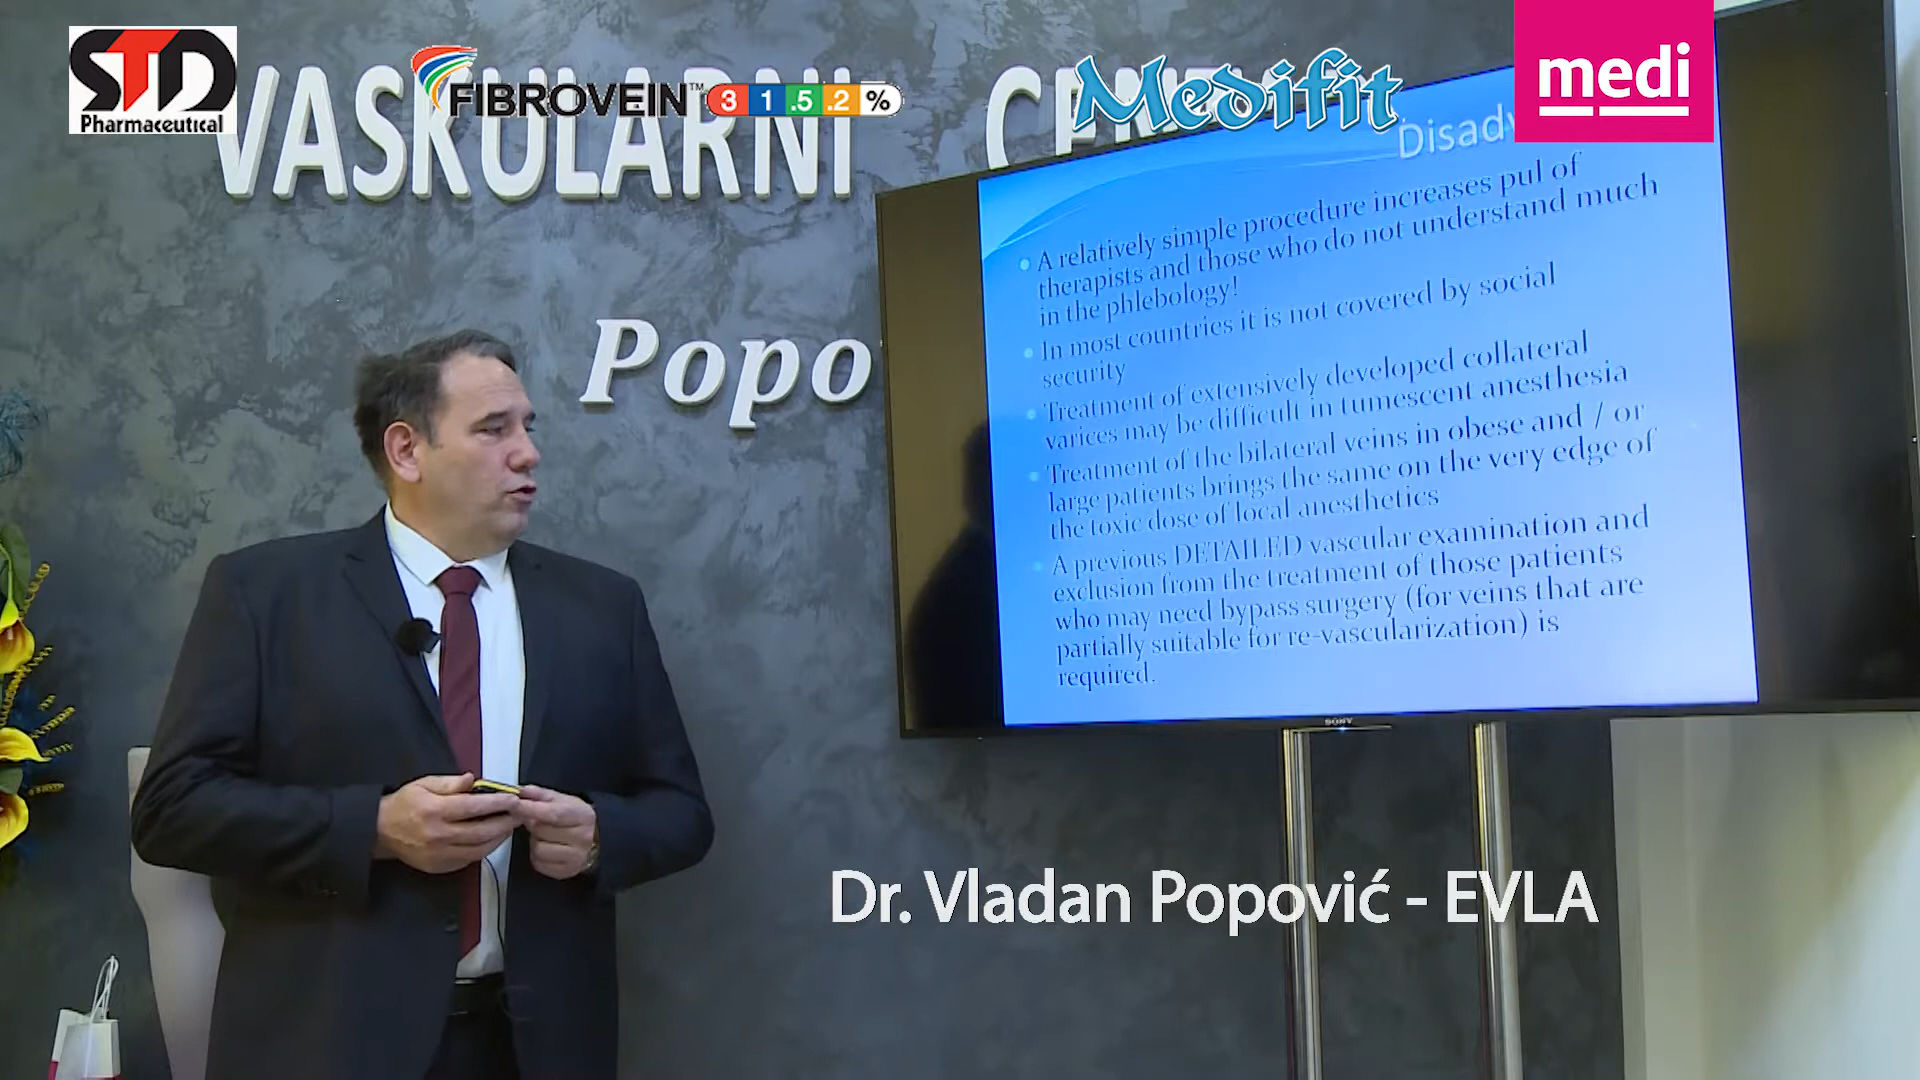 STD
Pharmaceutical
FIBROVEIN™ 3 1 .5 .2 %
Medifit
medi
VASKULARNI
Popo
Disadv
A relatively simple procedure increases pul of
therapists and those who do not understand much
in the phlebology!
In most countries it is not covered by social
security
Treatment of extensively developed collateral
varices may be difficult in tumescent anesthesia
Treatment of the bilateral veins in obese and / or
large patients brings the same on the very edge of
the toxic dose of local anesthetics
A previous DETAILED vascular examination and
exclusion from the treatment of those patients
who may need bypass surgery (for veins that are
partially suitable for re-vascularization) is
required.
SONY
Dr. Vladan Popović - EVLA